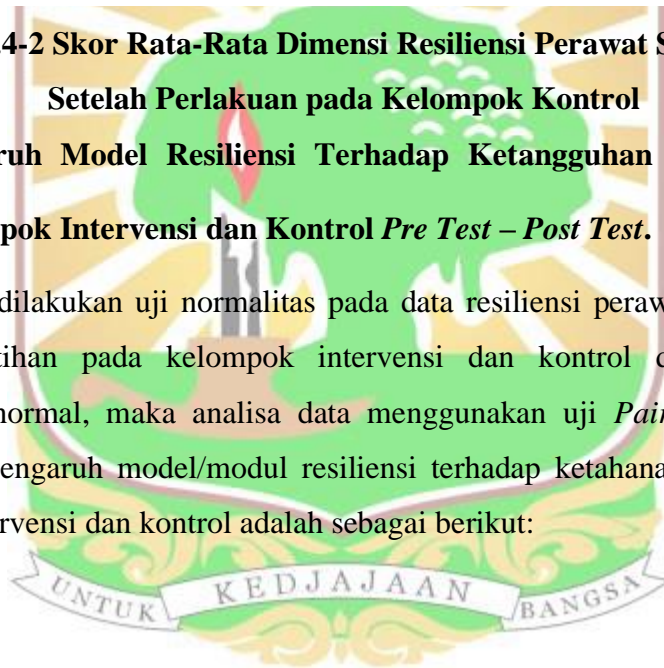 .4-2 Skor Rata-Rata Dimensi Resiliensi Perawat S
Setelah Perlakuan pada Kelompok Kontrol
ruh Model Resiliensi Terhadap Ketangguhan
pok Intervensi dan Kontrol Pre Test – Post Test.
dilakukan uji normalitas pada data resiliensi peraw
tihan pada kelompok intervensi dan kontrol d
normal, maka analisa data menggunakan uji Pair
engaruh model/modul resiliensi terhadap ketahana
rvensi dan kontrol adalah sebagai berikut:
UNTUK KEDJAJAAN BANGSA